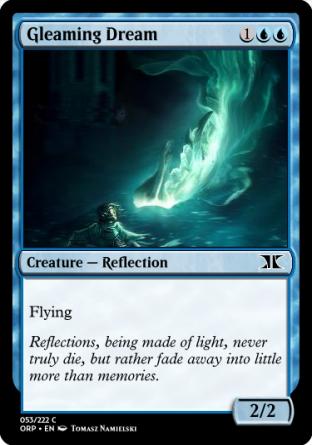 Gleaming Dream 1
Creature — Reflection
Flying
Reflections, being made of light, never
truly die, but rather fade away into little
more than memories.
2/2
053/222 C
ORP • EN TOMASZ NAMIELSKI